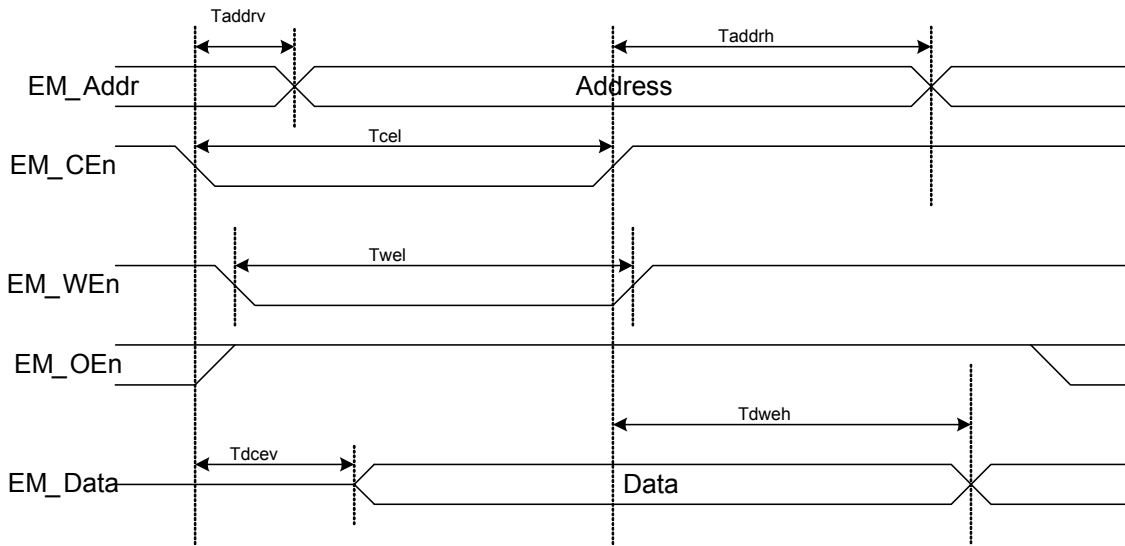 Taddrv
Taddrh
EM_Addr
Address
Tcel
EM_CEn
Twel
EM_WEn
EM_OEn
Tdweh
Tdcev
EM_Data
Data